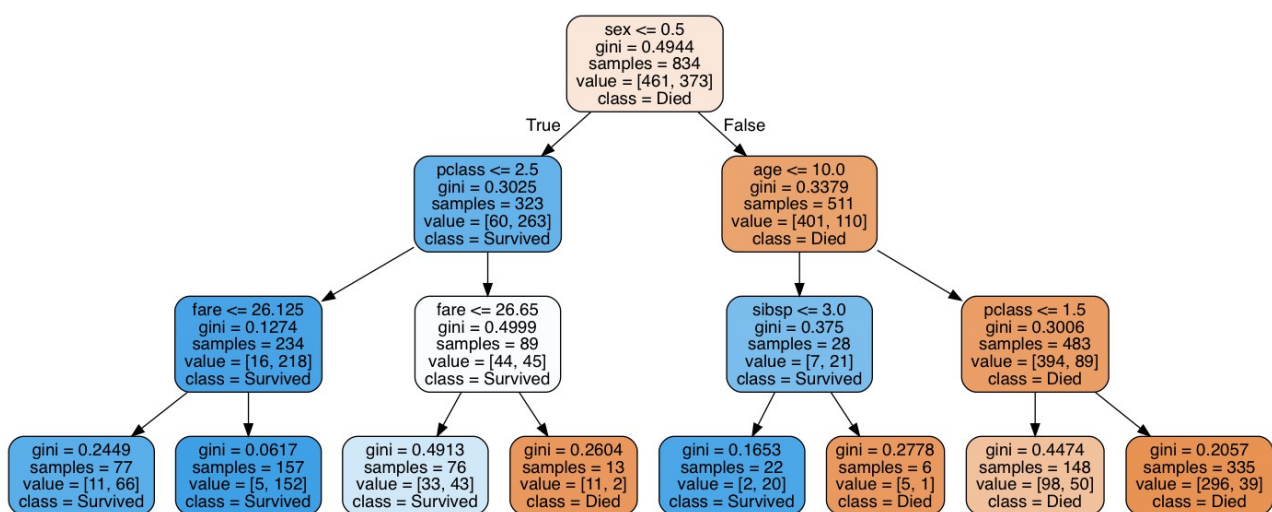 sex <= 0.5
gini = 0.4944
samples = 834
value = [461, 373]
class = Died
True
False
pclass <= 2.5
gini = 0.3025
samples = 323
value = [60, 263]
class = Survived
age <= 10.0
gini = 0.3379
samples = 511
value = [401, 110]
class = Died
fare <= 26.125
gini = 0.1274
samples = 234
value = [16, 218]
class = Survived
fare <= 26.65
gini = 0.4999
samples = 89
value = [44, 45]
class = Survived
sibsp <= 3.0
gini = 0.375
samples = 28
value = [7, 21]
class = Survived
pclass <= 1.5
gini = 0.3006
samples = 483
value = [394, 89]
class = Died
gini = 0.2449
samples = 77
value = [11, 66]
class = Survived
gini = 0.0617
samples = 157
value = [5, 152]
class = Survived
gini = 0.4913
samples = 76
value = [33, 43]
class = Survived
gini = 0.2604
samples = 13
value = [11, 2]
class = Died
gini = 0.1653
samples = 22
value = [2, 20]
class = Survived
gini = 0.2778
samples = 6
value = [5, 1]
class = Died
gini = 0.4474
samples = 148
value = [98, 50]
class = Died
gini = 0.2057
samples = 335
value = [296, 39]
class = Died